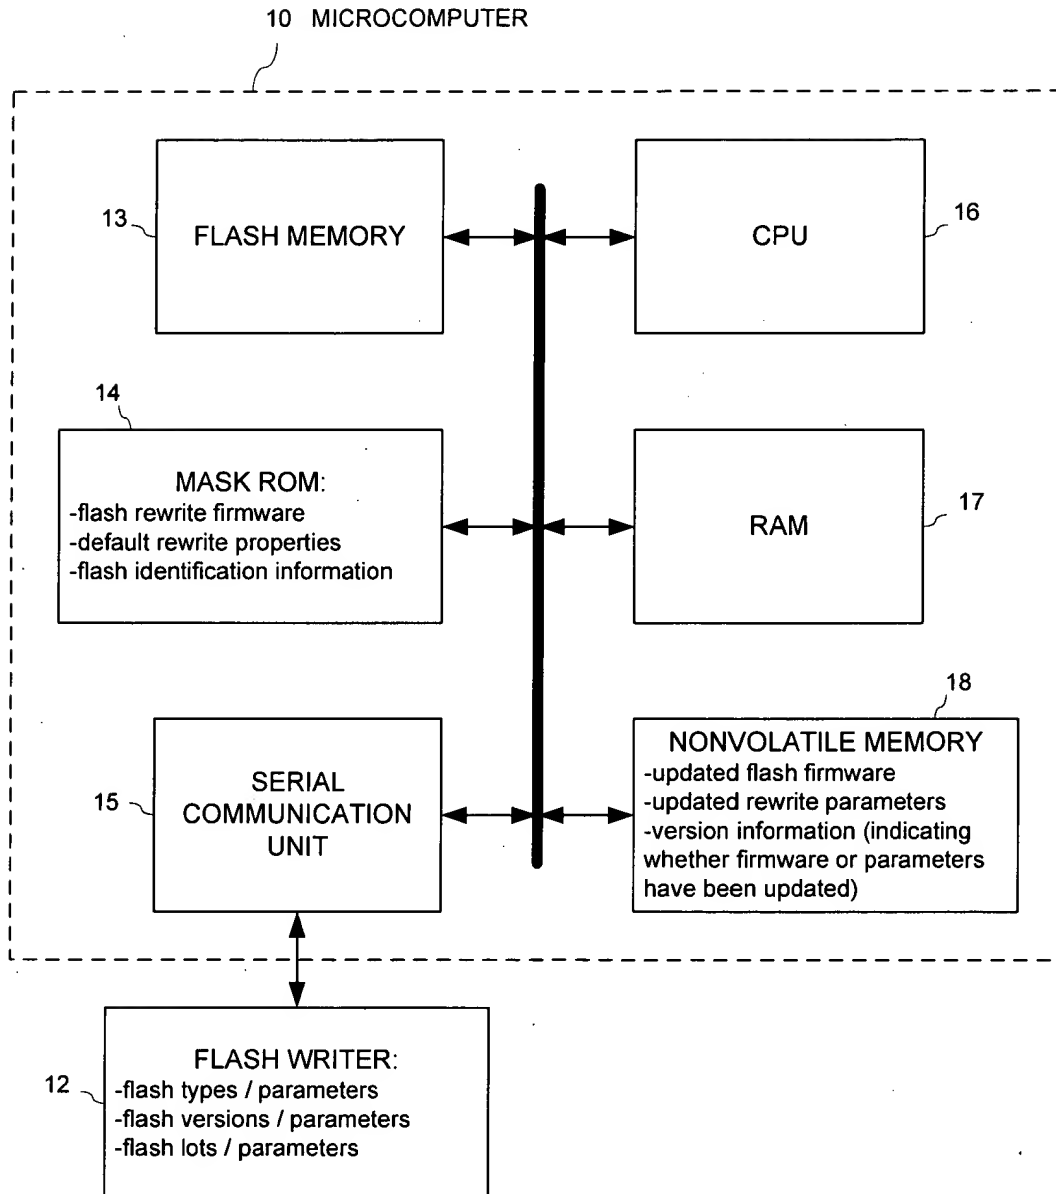 10 MICROCOMPUTER
13
FLASH MEMORY
CPU
16
14
MASK ROM:
-flash rewrite firmware
-default rewrite properties
-flash identification information
RAM
17
18
15
SERIAL
COMMUNICATION
UNIT
NONVOLATILE MEMORY
-updated flash firmware
-updated rewrite parameters
-version information (indicating
whether firmware or parameters
have been updated)
12
FLASH WRITER:
-flash types / parameters
-flash versions / parameters
-flash lots / parameters